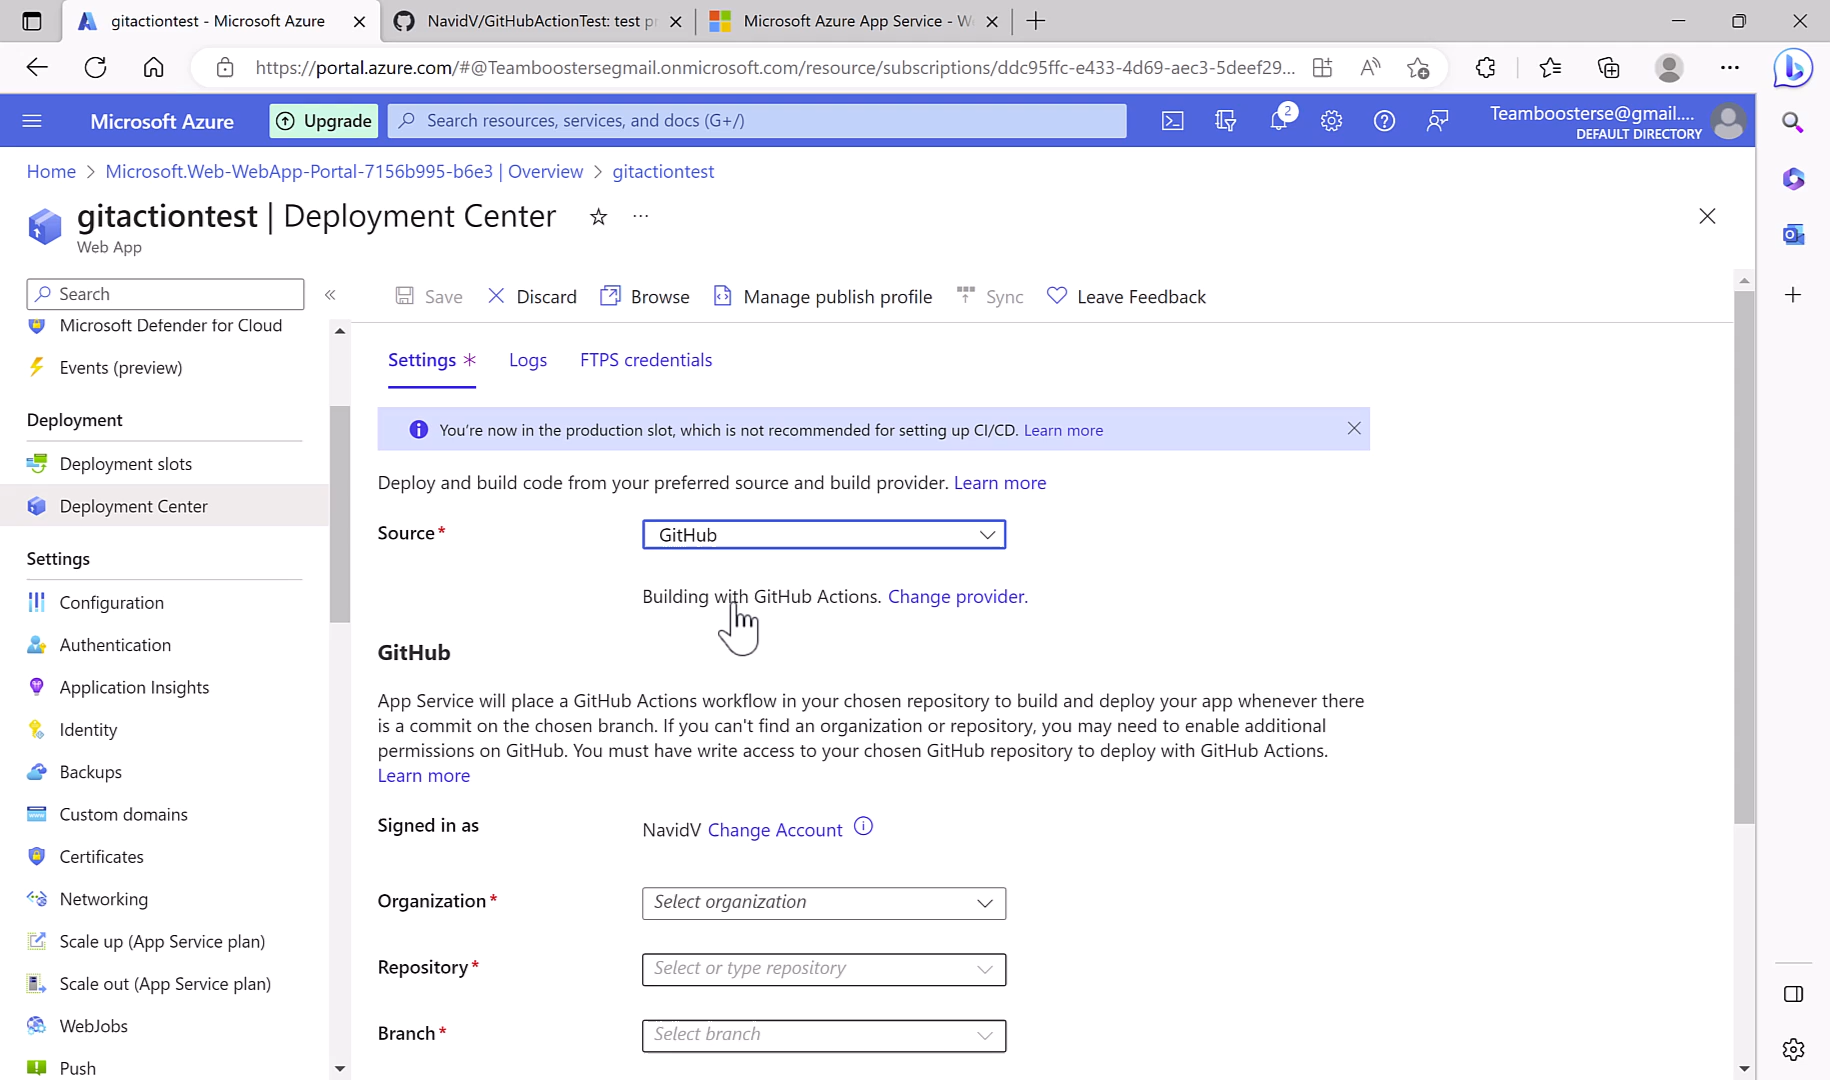 gitactiontest - Microsoft Azure
NavidV/GitHubActionTest: test pr
Microsoft Azure App Service - W
https://portal.azure.com/#@Teamboostersegmail.onmicrosoft.com/resource/subscriptions/ddc95ffc-e433-4d69-aec3-5deef29...
Microsoft Azure
Upgrade
Search resources, services, and docs (G+/)
2
Teamboosterse@gmail....
DEFAULT DIRECTORY
Home > Microsoft.Web-WebApp-Portal-7156b995-b6e3 | Overview > gitactiontest
gitactiontest | Deployment Center
Web App
Search
Microsoft Defender for Cloud
Events (preview)
Deployment
Deployment slots
Deployment Center
Settings
Configuration
Authentication
Application Insights
Identity
Backups
Custom domains
Certificates
Networking
Scale up (App Service plan)
Scale out (App Service plan)
WebJobs
Push
Save
Discard
Browse
Manage publish profile
Sync
Leave Feedback
Settings *
Logs
FTPS credentials
You're now in the production slot, which is not recommended for setting up CI/CD. Learn more
Deploy and build code from your preferred source and build provider. Learn more
Source*
GitHub
Building with GitHub Actions. Change provider.
GitHub
App Service will place a GitHub Actions workflow in your chosen repository to build and deploy your app whenever there
is a commit on the chosen branch. If you can't find an organization or repository, you may need to enable additional
permissions on GitHub. You must have write access to your chosen GitHub repository to deploy with GitHub Actions.
Learn more
Signed in as
NavidV Change Account
Organization*
Select organization
Repository*
Select or type repository
Branch*
Select branch